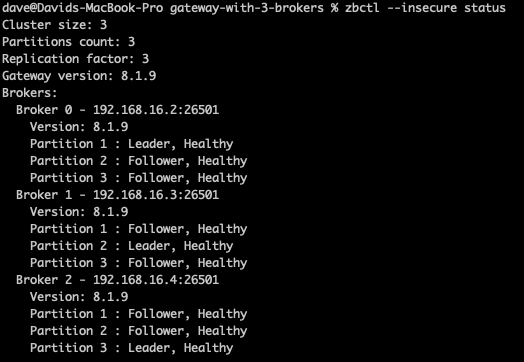 dave@Davids-MacBook-Pro gateway-with-3-brokers % zbctl --insecure status
Cluster size: 3
Partitions count: 3
Replication factor: 3
Gateway version: 8.1.9
Brokers:
  Broker 0 - 192.168.16.2:26501
    Version: 8.1.9
    Partition 1 : Leader, Healthy
    Partition 2 : Follower, Healthy
    Partition 3 : Follower, Healthy
  Broker 1 - 192.168.16.3:26501
    Version: 8.1.9
    Partition 1 : Follower, Healthy
    Partition 2 : Leader, Healthy
    Partition 3 : Follower, Healthy
  Broker 2 - 192.168.16.4:26501
    Version: 8.1.9
    Partition 1 : Follower, Healthy
    Partition 2 : Follower, Healthy
    Partition 3 : Leader, Healthy